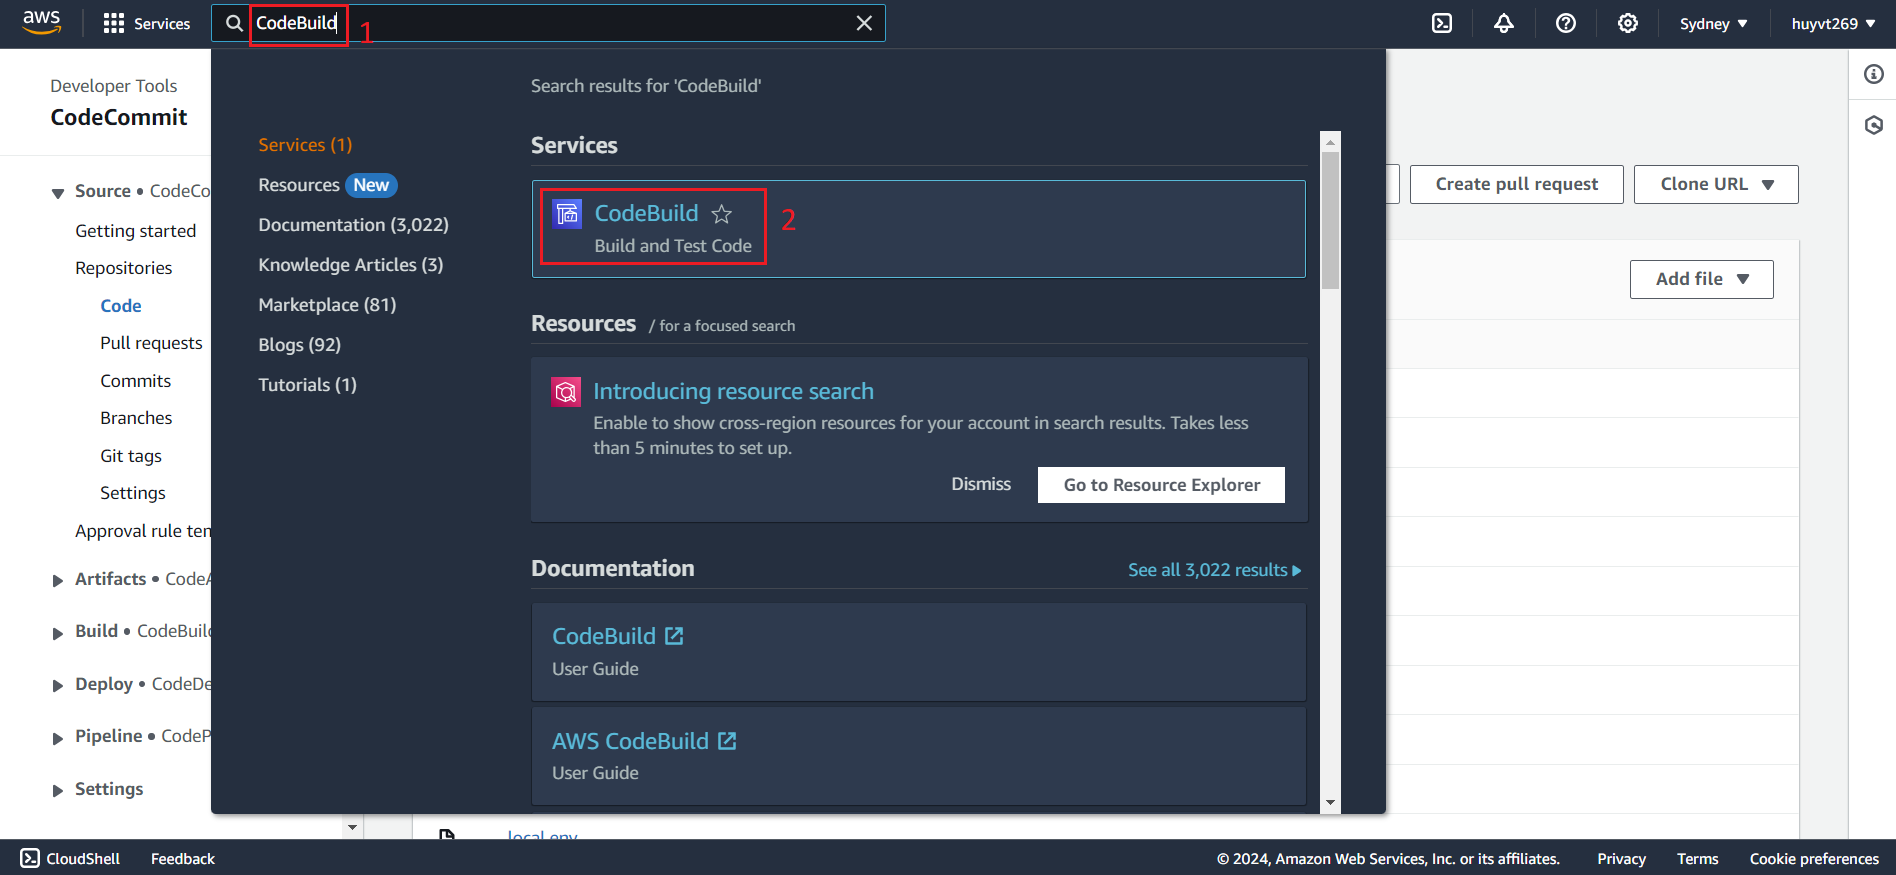 aws
Services
CodeBuild
1
Sydney
huyvt269
Developer Tools
CodeCommit
Source • CodeCo
Getting started
Repositories
Code
Pull requests
Commits
Branches
Git tags
Settings
Approval rule tem
Artifacts • CodeA
Build • CodeBuild
Deploy • CodeDe
Pipeline • CodeP
Settings
Search results for 'CodeBuild'
Services (1)
Resources New
Documentation (3,022)
Knowledge Articles (3)
Marketplace (81)
Blogs (92)
Tutorials (1)
Services
CodeBuild
2
Build and Test Code
Resources / for a focused search
Introducing resource search
Enable to show cross-region resources for your account in search results. Takes less
than 5 minutes to set up.
Dismiss
Go to Resource Explorer
Documentation
See all 3,022 results
CodeBuild
User Guide
AWS CodeBuild
User Guide
Create pull request
Clone URL
Add file
local.env
CloudShell
Feedback
© 2024, Amazon Web Services, Inc. or its affiliates.
Privacy
Terms
Cookie preferences